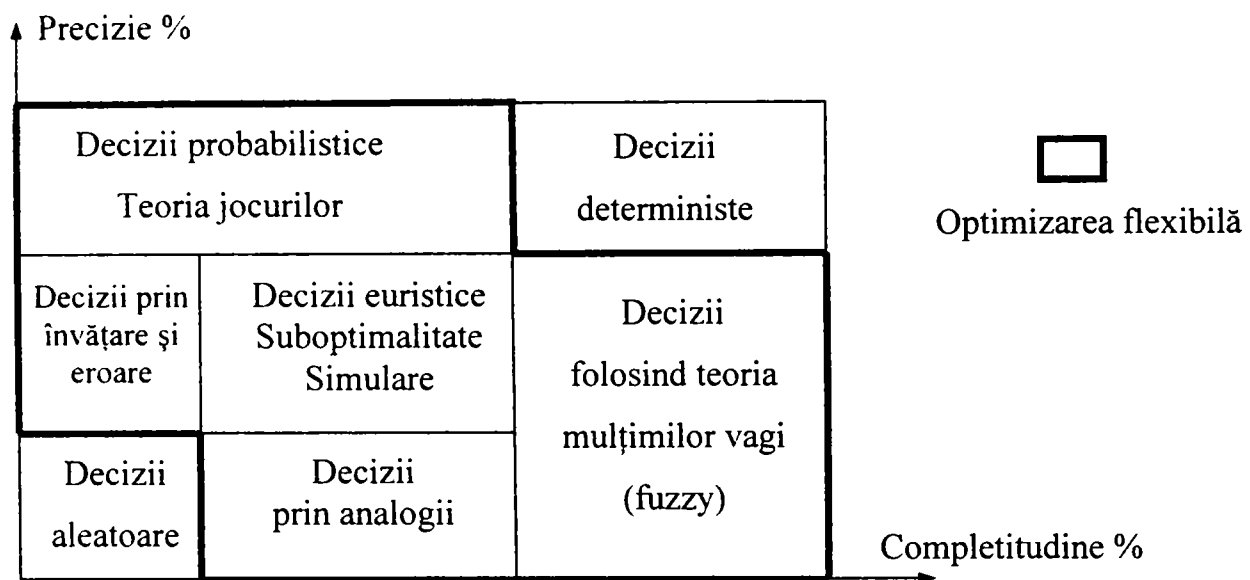 Precizie %
Decizii probabilistice
Teoria jocurilor
Decizii
deterministe
Optimizarea flexibilă
Decizii prin
învățare şi
eroare
Decizii euristice
Suboptimalitate
Simulare
Decizii
folosind teoria
mulțimilor vagi
(fuzzy)
Decizii
aleatoare
Decizii
prin analogii
Completitudine %